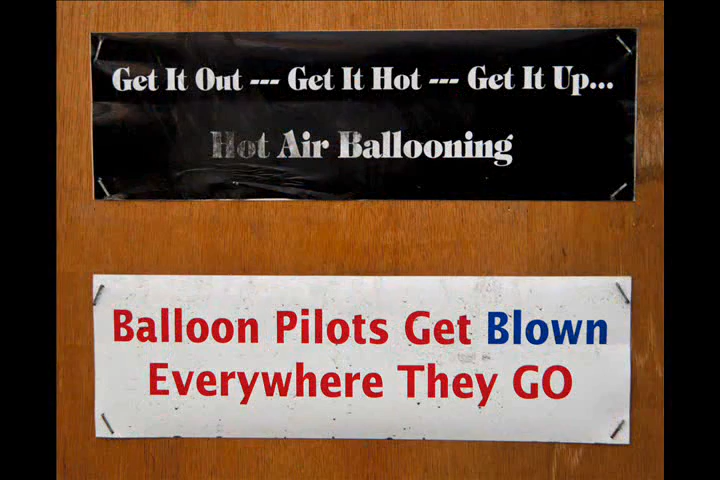 Get It Out --- Get It Hot --- Get It Up...
Hot Air Ballooning
Balloon Pilots Get Blown
Everywhere They GO